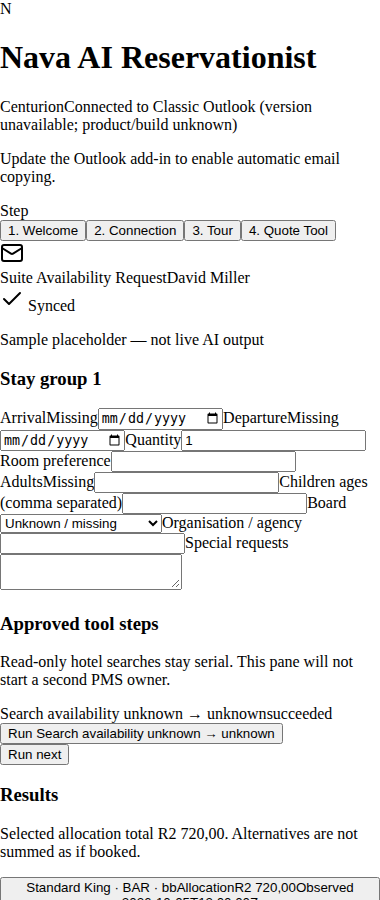 N
Nava AI Reservationist
CenturionConnected to Classic Outlook (version
unavailable; product/build unknown)
Update the Outlook add-in to enable automatic email
copying.
Step
1. Welcome 2. Connection 3. Tour 4. Quote Tool
Suite Availability RequestDavid Miller
Synced
Sample placeholder — not live AI output
Stay group 1
ArrivalMissing mm/dd/yyyy DepartureMissing
mm/dd/yyyy Quantity 1
Room preference
AdultsMissing Children ages
(comma separated) Board
Unknown / missing Organisation / agency
Special requests
Approved tool steps
Read-only hotel searches stay serial. This pane will not
start a second PMS owner.
Search availability unknown → unknownsucceeded
Run Search availability unknown → unknown
Run next
Results
Selected allocation total R2 720,00. Alternatives are not
summed as if booked.
Standard King · BAR · bbAllocationR2 720,00Observed